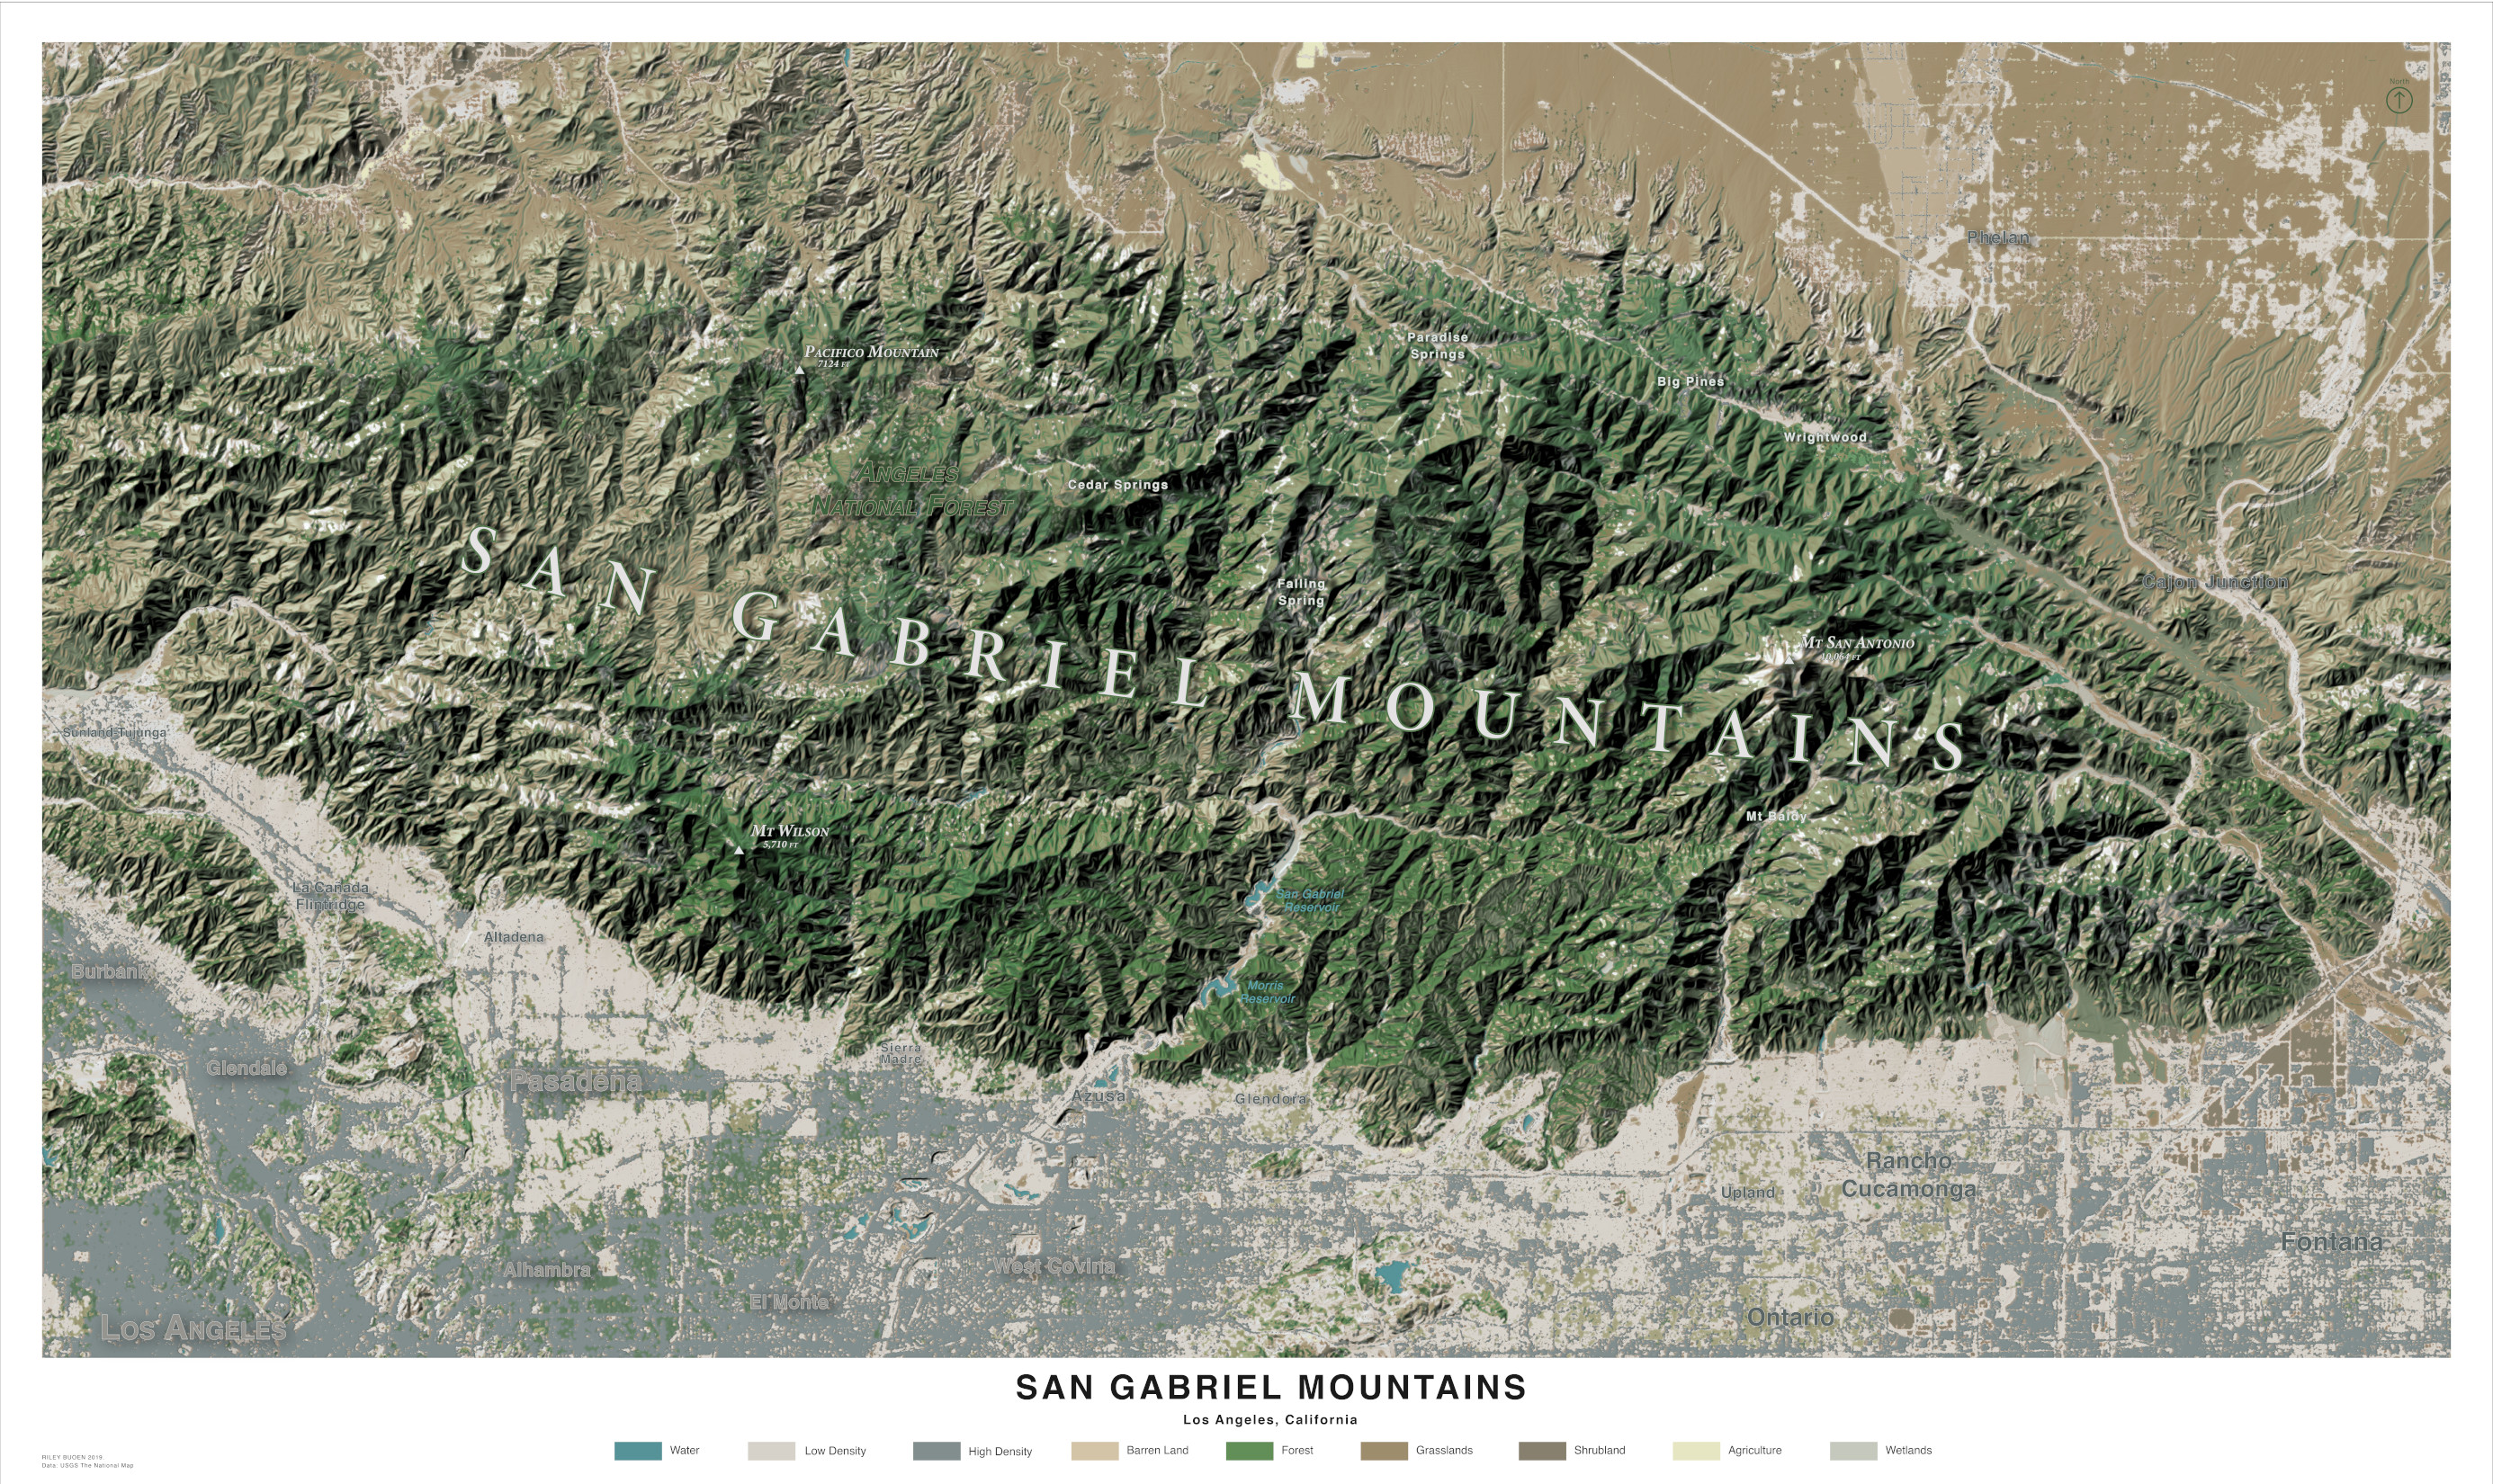 North
Phelan
Paradise
Springs
PACIFICO MOUNTAIN
7124 FT
Big Pines
Wrightwood
ANGELES
NATIONAL FOREST
Cedar Springs
Cajon Junction
Falling
Spring
SAN GABRIEL MOUNTAINS
MT SAN ANTONIO
10,064 FT
Sunland-Tujunga
Mt Baldy
MT WILSON
5,710 FT
La Canada
Flintridge
San Gabriel
Reservoir
Altadena
Burbank
Morris
Reservoir
Sierra
Madre
Glendale
Pasadena
Azusa
Glendora
Rancho
Cucamonga
Upland
Fontana
West Covina
Alhambra
El Monte
Ontario
LOS ANGELES
SAN GABRIEL MOUNTAINS
Los Angeles, California
Water
Low Density
High Density
Barren Land
Forest
Grasslands
Shrubland
Agriculture
Wetlands
RILEY BUOEN 2019.
Data: USGS The National Map